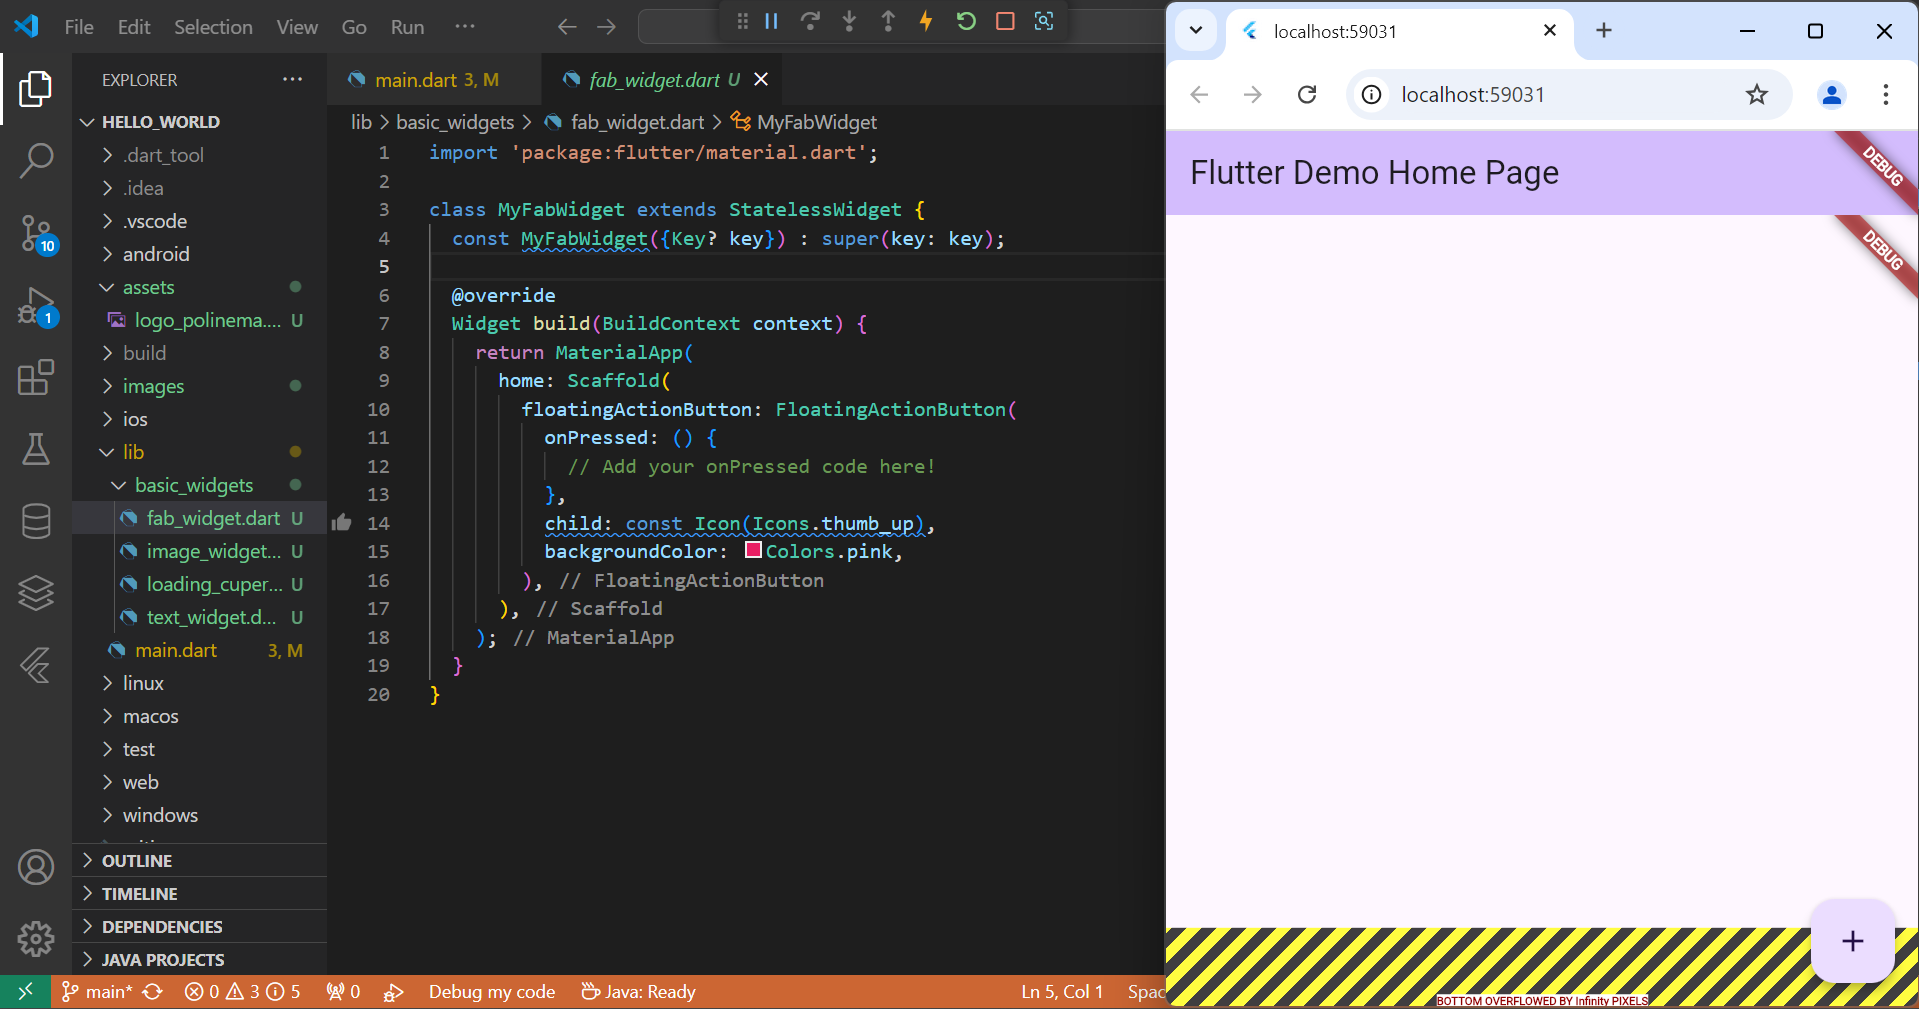 File Edit Selection View Go Run ···
EXPLORER ···
HELLO_WORLD
.dart_tool
.idea
.vscode
android
assets
logo_polinema.... U
build
images
ios
lib
basic_widgets
fab_widget.dart U
image_widget... U
loading_cuper... U
text_widget.d... U
main.dart 3, M
linux
macos
test
web
windows
OUTLINE
TIMELINE
DEPENDENCIES
JAVA PROJECTS
10
1
main.dart 3, M
fab_widget.dart U
lib > basic_widgets > fab_widget.dart > MyFabWidget
1 import 'package:flutter/material.dart';
2
3 class MyFabWidget extends StatelessWidget {
4 const MyFabWidget({Key? key}) : super(key: key);
5
6 @override
7 Widget build(BuildContext context) {
8 return MaterialApp(
9 home: Scaffold(
10 floatingActionButton: FloatingActionButton(
11 onPressed: () {
12 // Add your onPressed code here!
13 },
14 child: const Icon(Icons.thumb_up),
15 backgroundColor: Colors.pink,
16 ), // FloatingActionButton
17 ), // Scaffold
18 ); // MaterialApp
19 }
20 }
main* 0 3 5 0 Debug my code Java: Ready Ln 5, Col 1 Spac
localhost:59031
localhost:59031
Flutter Demo Home Page
DEBUG
DEBUG
+
BOTTOM OVERFLOWED BY Infinity PIXELS